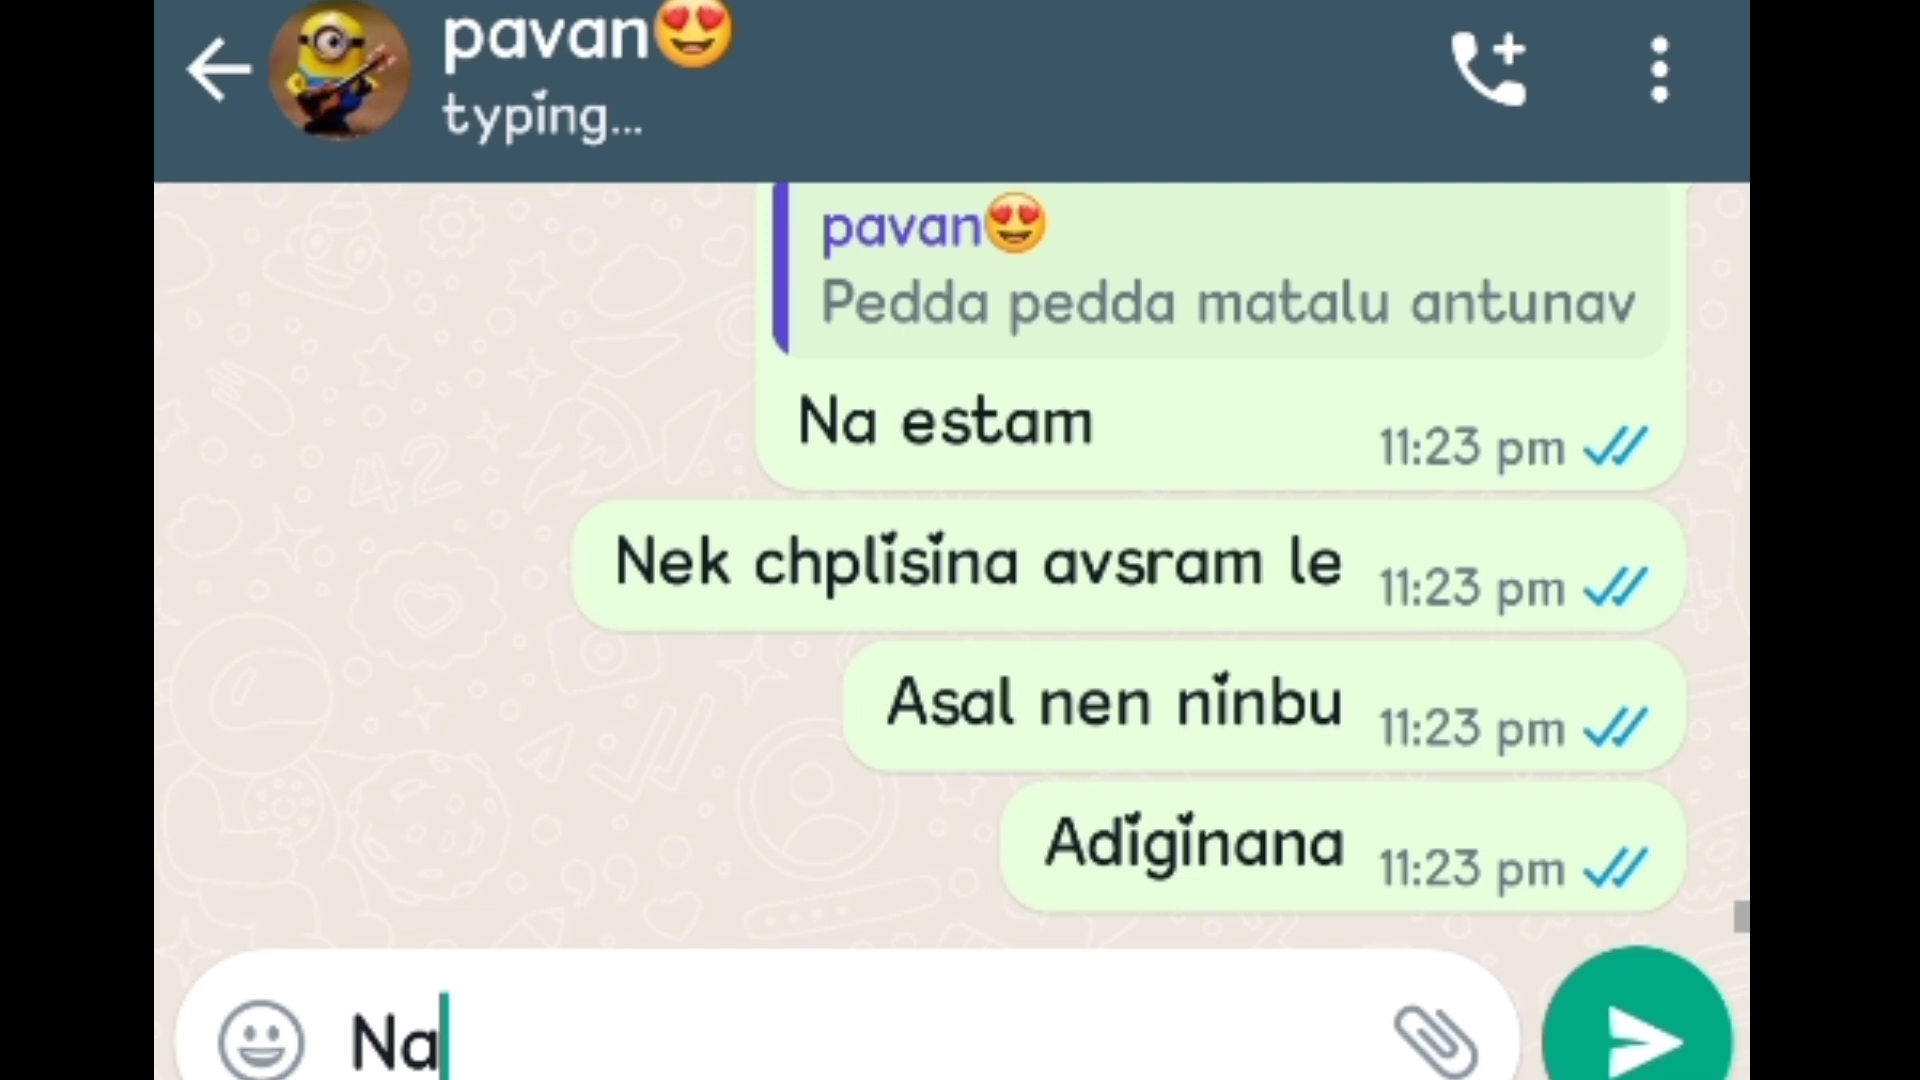 pavan😍
typing...
pavan😍
Pedda pedda matalu antunav
Na estam
11:23 pm
Nek chplisina avsram le
11:23 pm
Asal nen ninbu
11:23 pm
Adiginana
11:23 pm
Na